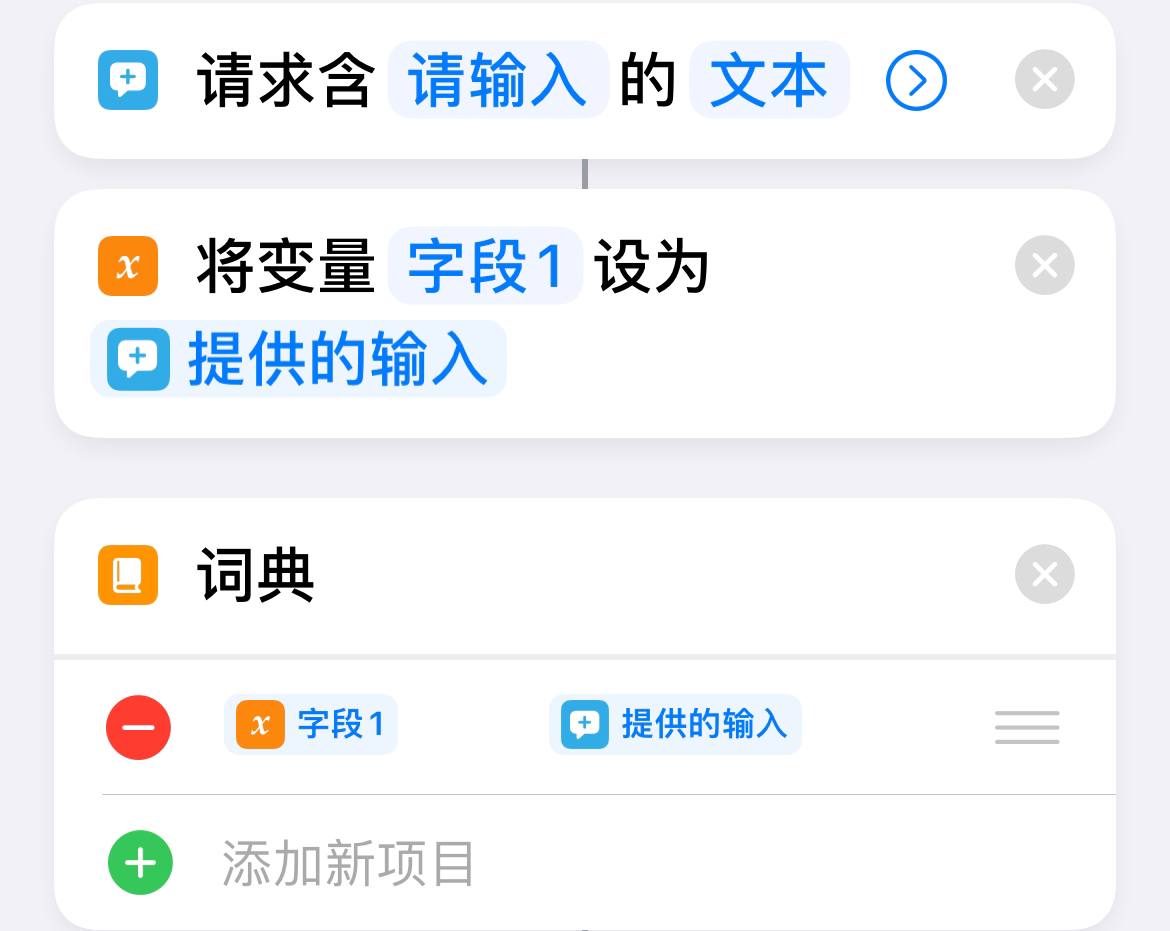 请求含 请输入 的 文本
将变量 字段1 设为
提供的输入
词典
字段1 提供的输入
添加新项目